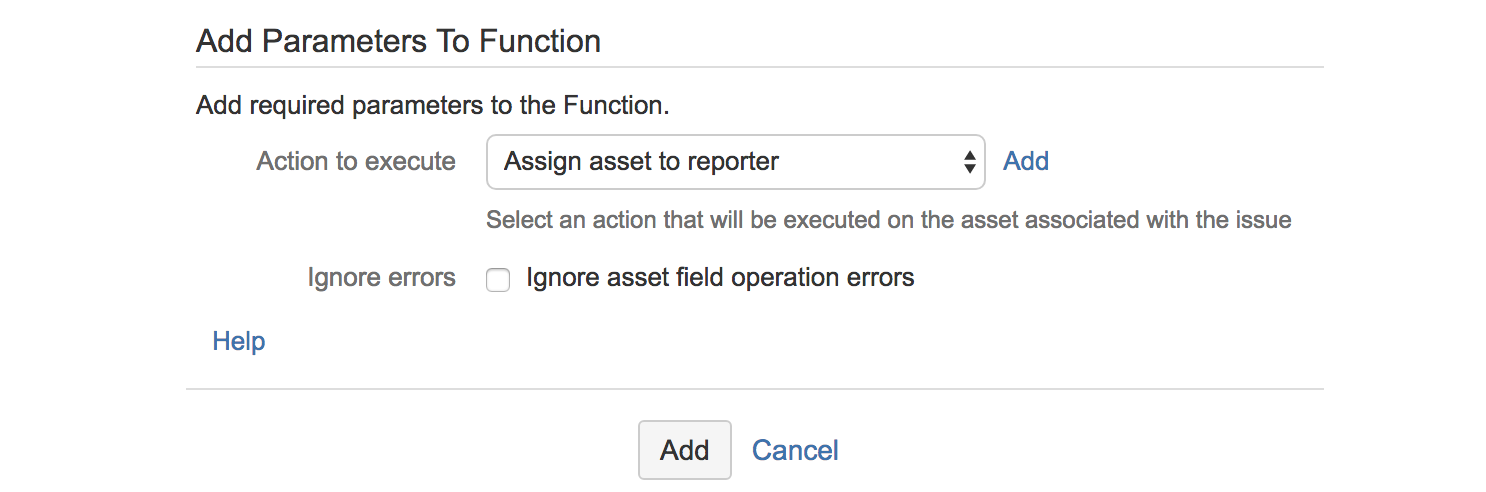 Add Parameters To Function
Add required parameters to the Function.
Action to execute Assign asset to reporter Add
Select an action that will be executed on the asset associated with the issue
Ignore errors Ignore asset field operation errors
Help
Add Cancel